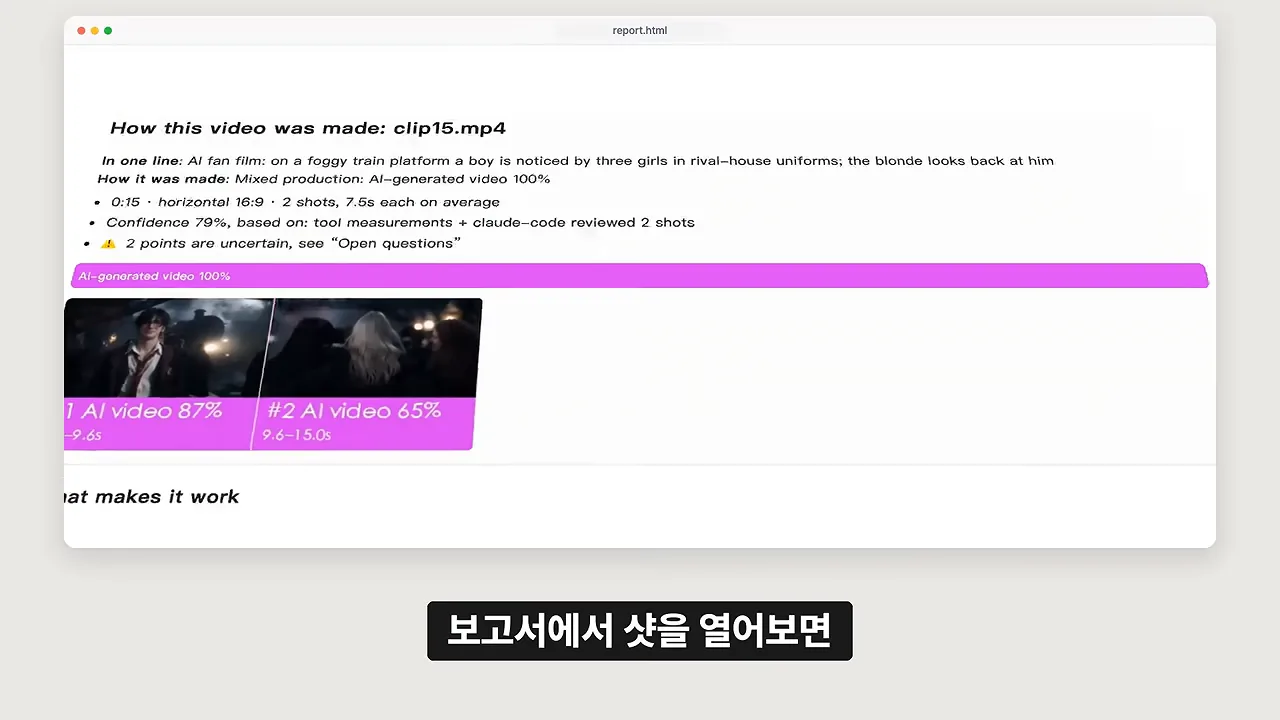 report.html
How this video was made: clip15.mp4
In one line: AI fan film: on a foggy train platform a boy is noticed by three girls in rival-house uniforms; the blonde looks back at him
How it was made: Mixed production: AI-generated video 100%
• 0:15 · horizontal 16:9 · 2 shots, 7.5s each on average
• Confidence 79%, based on: tool measurements + claude-code reviewed 2 shots
• ⚠️ 2 points are uncertain, see “Open questions”
AI-generated video 100%
1 AI video 87%
–9.6s
#2 AI video 65%
9.6–15.0s
hat makes it work
보고서에서 샷을 열어보면